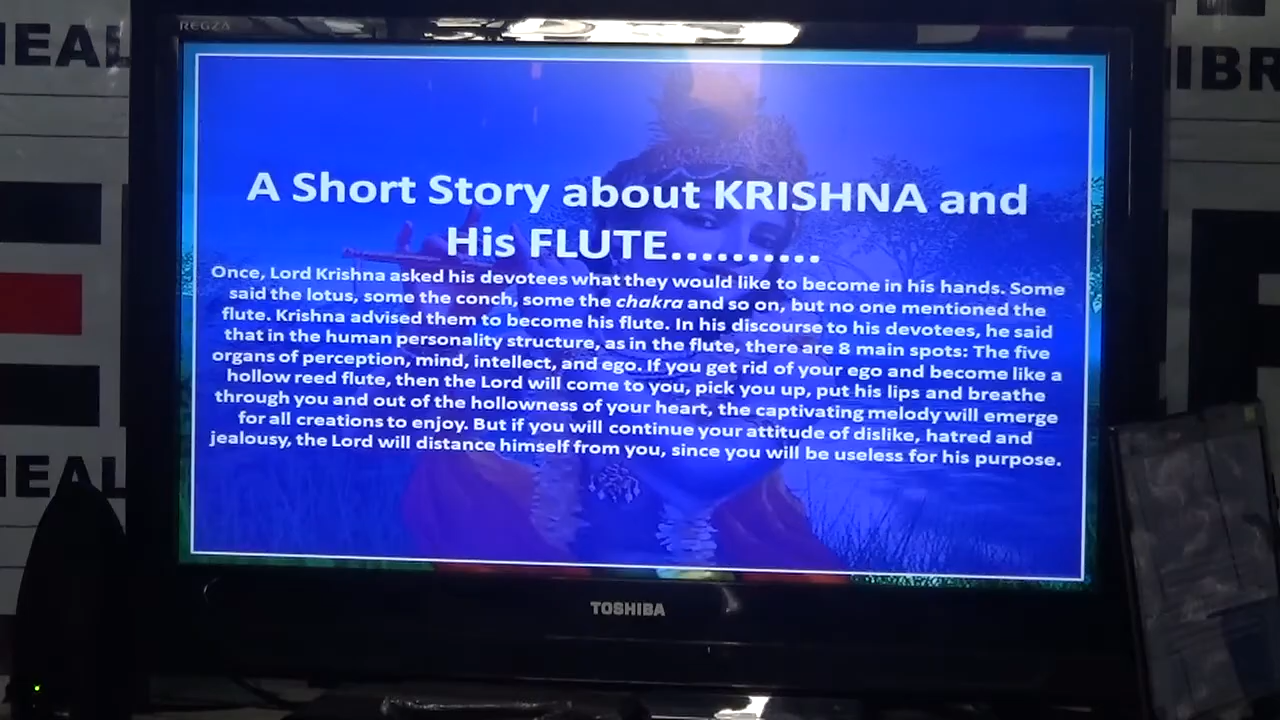 REGZA
HEAL
IBR
A Short Story about KRISHNA and
His FLUTE..........
Once, Lord Krishna asked his devotees what they would like to become in his hands. Some
said the lotus, some the conch, some the chakra and so on, but no one mentioned the
flute. Krishna advised them to become his flute. In his discourse to his devotees, he said
that in the human personality structure, as in the flute, there are 8 main spots: The five
organs of perception, mind, intellect, and ego. If you get rid of your ego and become like a
hollow reed flute, then the Lord will come to you, pick you up, put his lips and breathe
through you and out of the hollowness of your heart, the captivating melody will emerge
for all creations to enjoy. But if you will continue your attitude of dislike, hatred and
jealousy, the Lord will distance himself from you, since you will be useless for his purpose.
HEAL
TOSHIBA